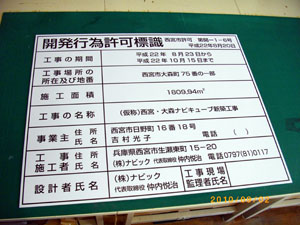 開発行為許可標識
西宮市許可 第開-1-6号
平成22年9月20日
工事の期間
平成 22年 9月23日から
平成 22年 10月15日まで
工事場所の
所在及び地番
西宮市大森町 75番の一部
施工面積
1809.94m²
工事の名称
(仮称)西宮・大森ナビキューブ新築工事
事業主 住所
氏名
西宮市日野町 16番18号
吉村光子
電話 ( )
工事 住所
施工者 氏名
兵庫県西宮市生瀬東町 15-20
(株)ナビック 代表取締役 仲内悦治 電話0797(81)0117
設計者氏名
(株)ナビック
代表取締役 仲内悦治
工事現場
監理者氏名